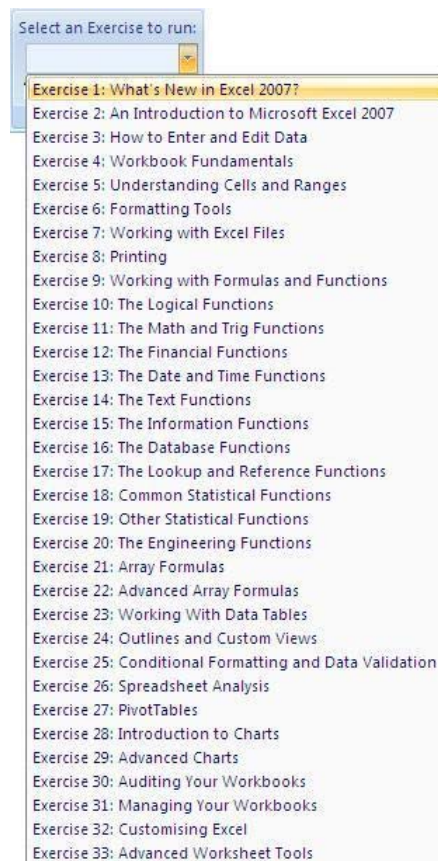 Select an Exercise to run:
Exercise 1: What's New in Excel 2007?
Exercise 2: An Introduction to Microsoft Excel 2007
Exercise 3: How to Enter and Edit Data
Exercise 4: Workbook Fundamentals
Exercise 5: Understanding Cells and Ranges
Exercise 6: Formatting Tools
Exercise 7: Working with Excel Files
Exercise 8: Printing
Exercise 9: Working with Formulas and Functions
Exercise 10: The Logical Functions
Exercise 11: The Math and Trig Functions
Exercise 12: The Financial Functions
Exercise 13: The Date and Time Functions
Exercise 14: The Text Functions
Exercise 15: The Information Functions
Exercise 16: The Database Functions
Exercise 17: The Lookup and Reference Functions
Exercise 18: Common Statistical Functions
Exercise 19: Other Statistical Functions
Exercise 20: The Engineering Functions
Exercise 21: Array Formulas
Exercise 22: Advanced Array Formulas
Exercise 23: Working With Data Tables
Exercise 24: Outlines and Custom Views
Exercise 25: Conditional Formatting and Data Validation
Exercise 26: Spreadsheet Analysis
Exercise 27: PivotTables
Exercise 28: Introduction to Charts
Exercise 29: Advanced Charts
Exercise 30: Auditing Your Workbooks
Exercise 31: Managing Your Workbooks
Exercise 32: Customising Excel
Exercise 33: Advanced Worksheet Tools